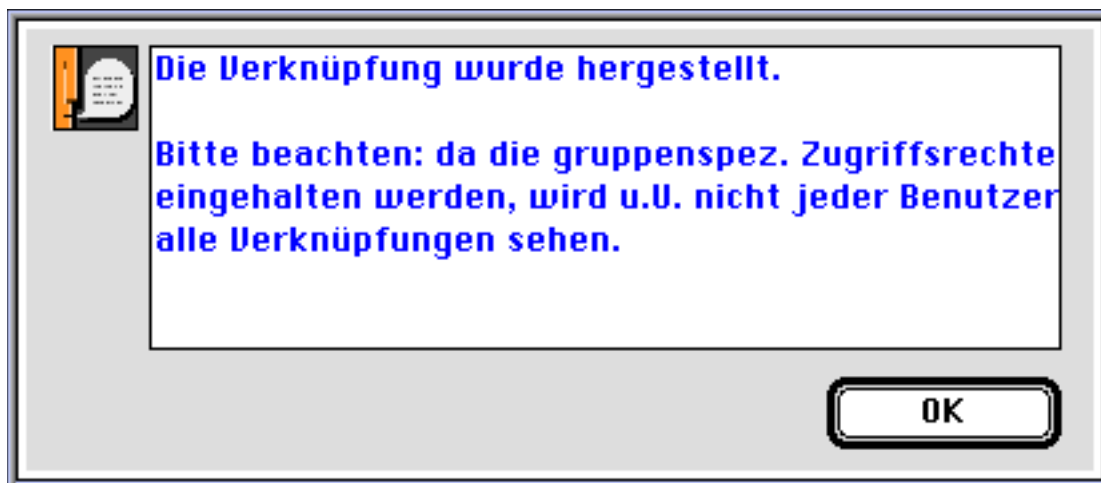 Die Verknüpfung wurde hergestellt.
Bitte beachten: da die gruppenspez. Zugriffsrechte
eingehalten werden, wird u.U. nicht jeder Benutzer
alle Verknüpfungen sehen.
OK